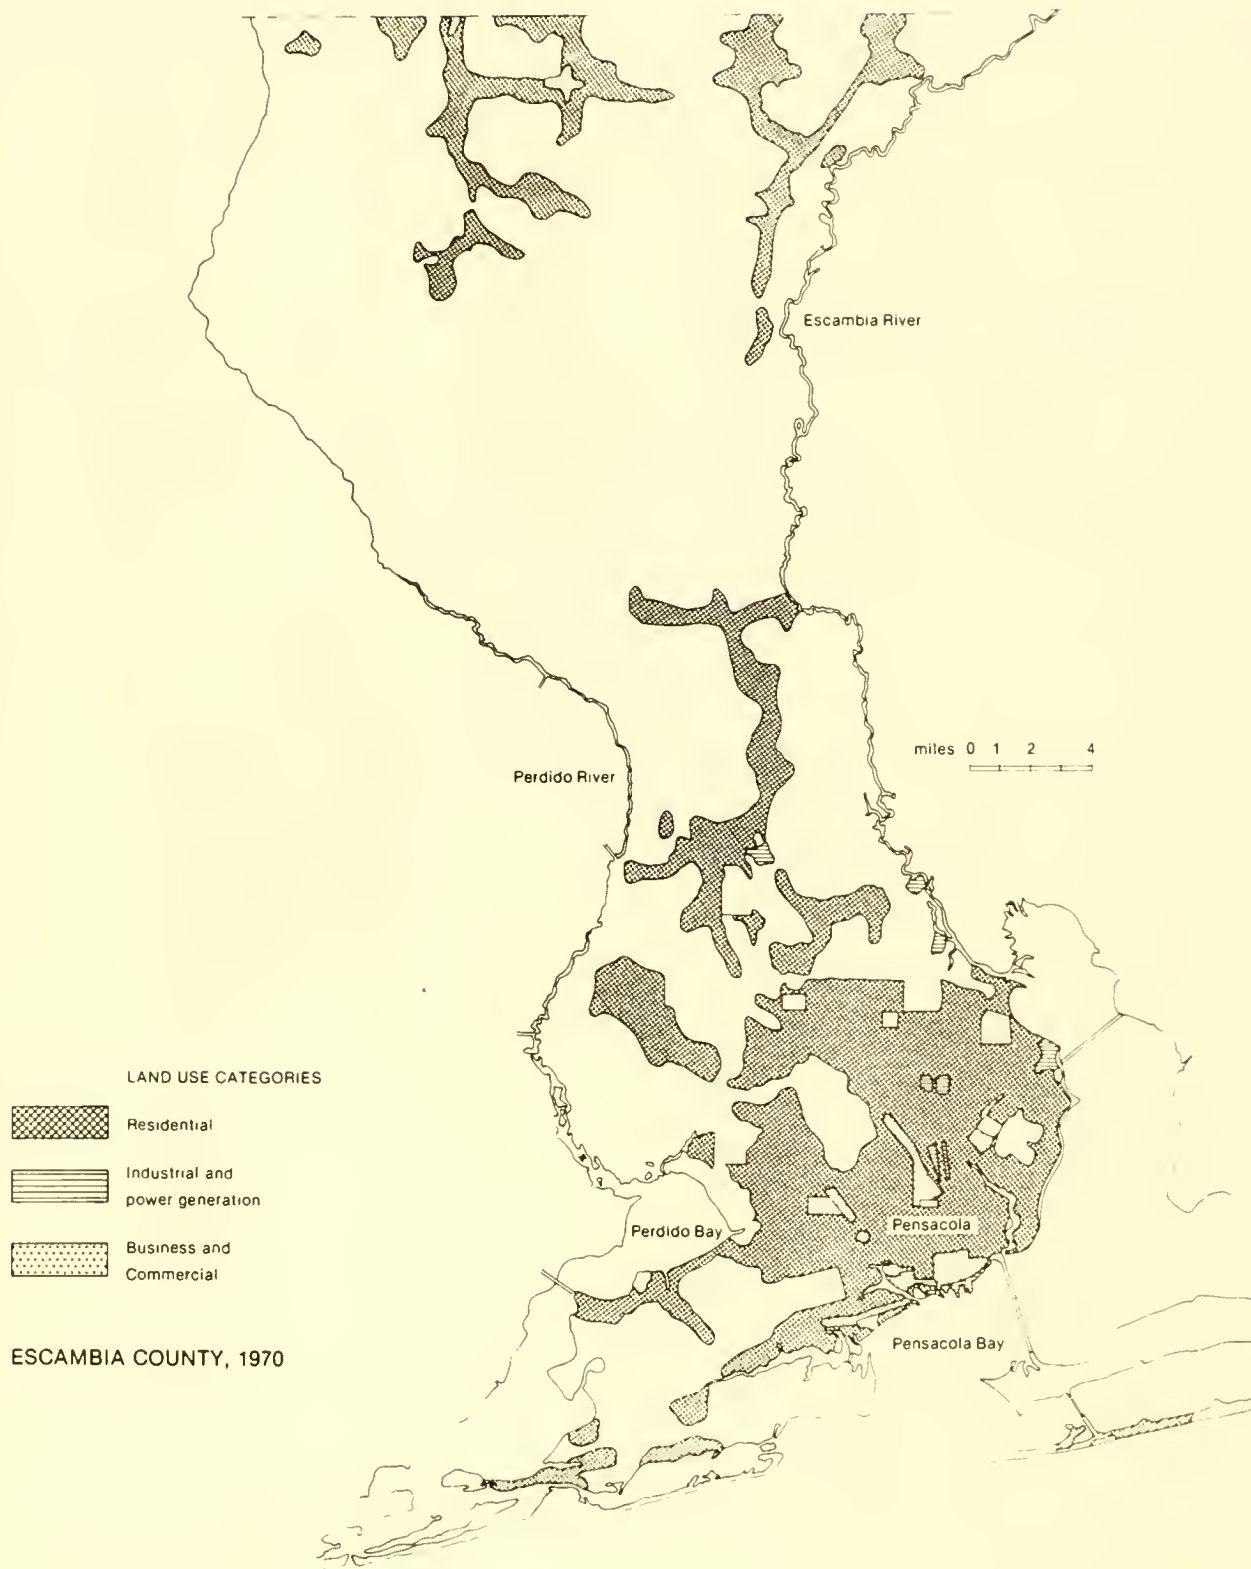 Escambia River
miles 0 1 2 4
Perdido River
LAND USE CATEGORIES
Residential
Industrial and
power generation
Business and
Commercial
Perdido Bay
Pensacola
Pensacola Bay
ESCAMBIA COUNTY, 1970